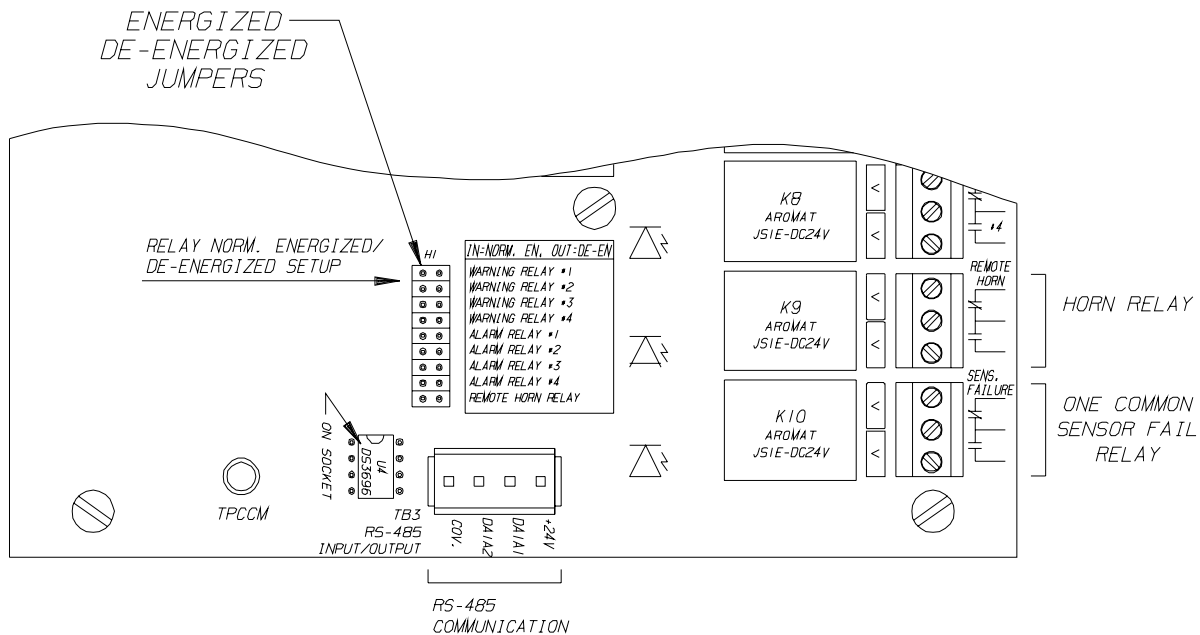 ENERGIZED
DE-ENERGIZED
JUMPERS
RELAY NORM. ENERGIZED/
DE-ENERGIZED SETUP
H1
IN=NORM. EN, OUT=DE-EN
WARNING RELAY #1
WARNING RELAY #2
WARNING RELAY #3
WARNING RELAY #4
ALARM RELAY #1
ALARM RELAY #2
ALARM RELAY #3
ALARM RELAY #4
REMOTE HORN RELAY
K8
AROMAT
JS1E-DC24V
<
<
#4
K9
AROMAT
JS1E-DC24V
<
<
REMOTE
HORN
HORN RELAY
K10
AROMAT
JS1E-DC24V
<
<
SENS.
FAILURE
ONE COMMON
SENSOR FAIL
RELAY
ON SOCKET
U4
DS3696
TPCCM
TB3
RS-485
INPUT/OUTPUT
COV.
DATA2
DATA1
+24V
RS-485
COMMUNICATION